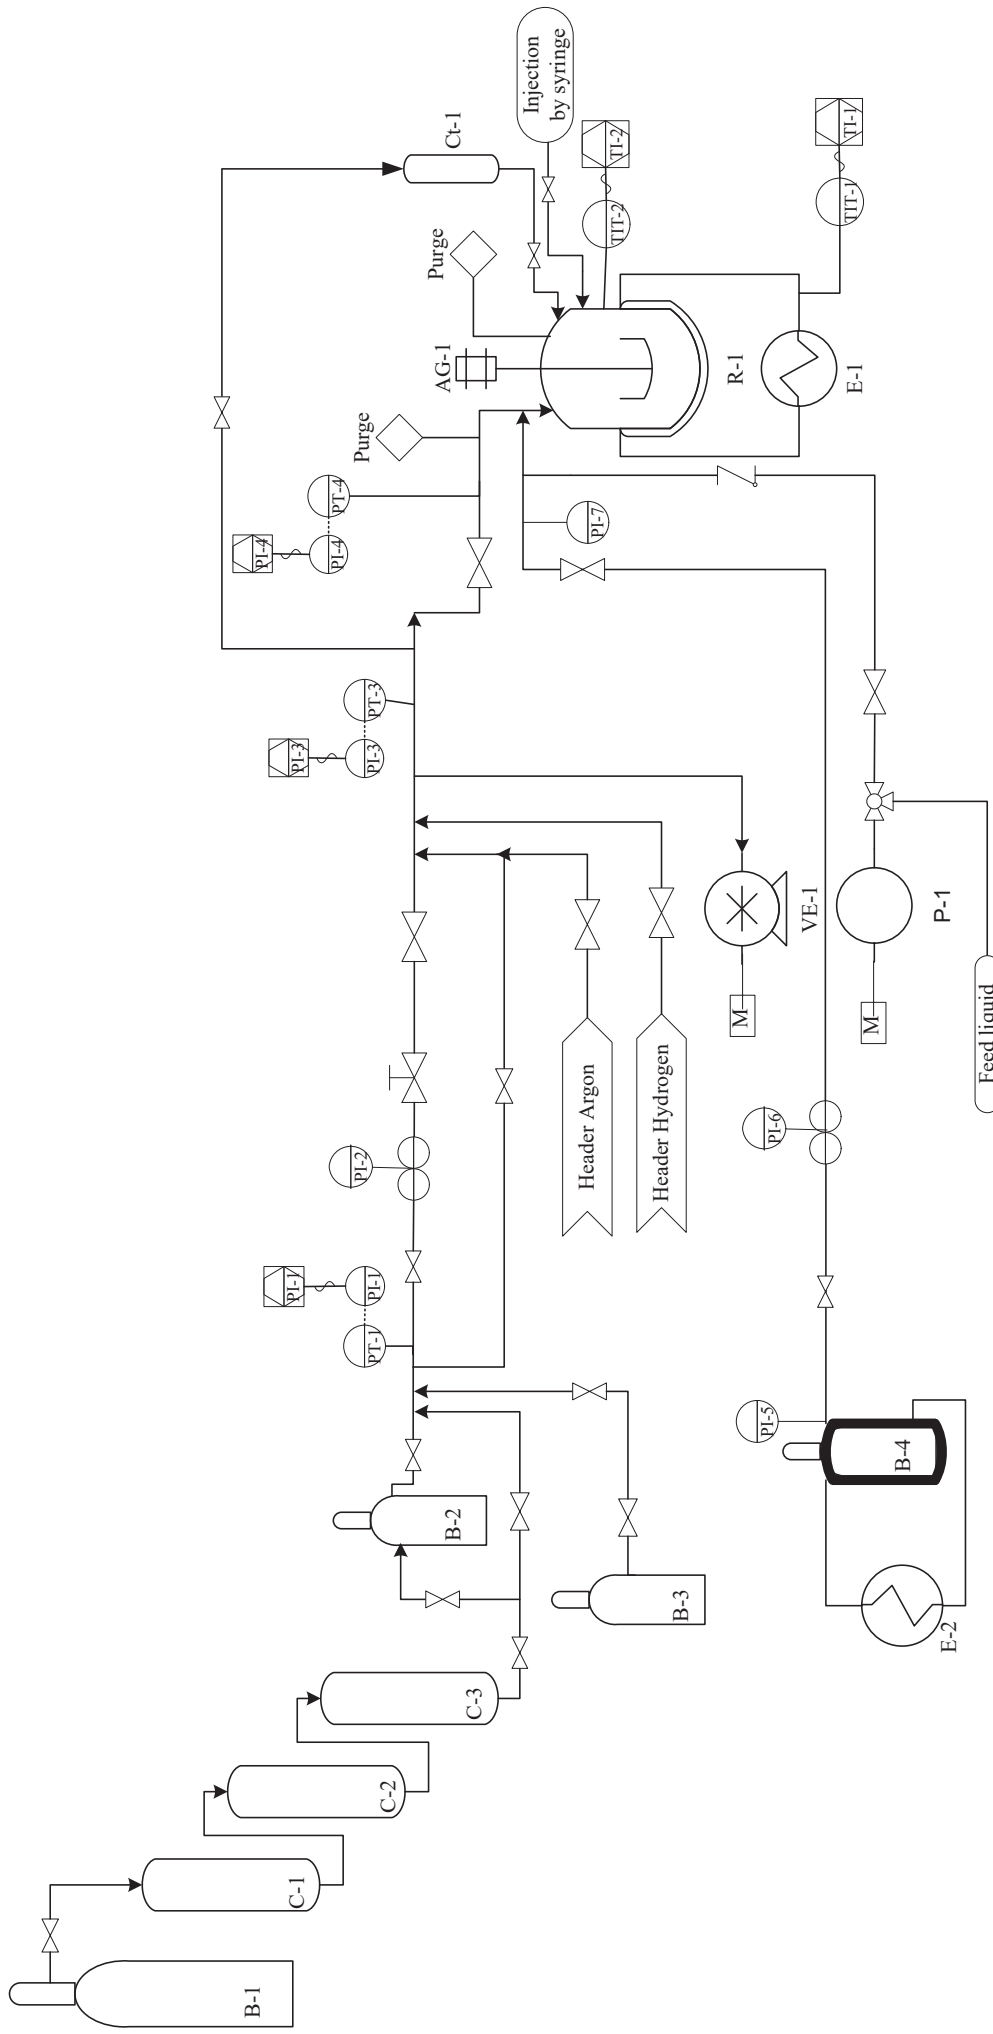 B-1
C-1
C-2
C-3
B-2
B-3
PI-1
PI-1
PT-1
PI-2
PI-3
PI-3
PT-3
PI-4
PI-4
PT-4
Purge
AG-1
Purge
Ct-1
Injection
by syringe
TI-2
TIT-2
TI-1
TIT-1
R-1
E-1
PI-7
Header Argon
Header Hydrogen
M
VE-1
M
P-1
Feed liquid
PI-6
PI-5
B-4
E-2